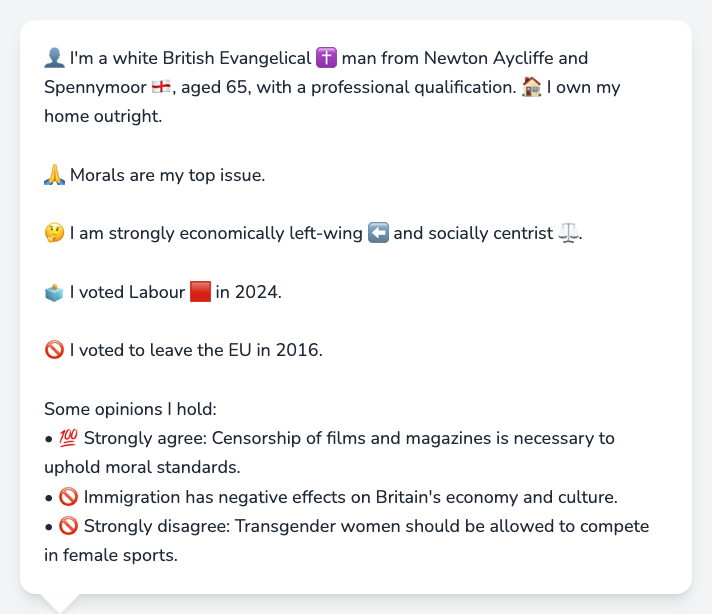 👤 I'm a white British Evangelical ✝️ man from Newton Aycliffe and
Spennymoor 🏴󠁧󠁢󠁥󠁮󠁧󠁿, aged 65, with a professional qualification. 🏠 I own my
home outright.
🙏 Morals are my top issue.
🤔 I am strongly economically left-wing ⬅️ and socially centrist ⚖️.
🗳️ I voted Labour 🟥 in 2024.
🚫 I voted to leave the EU in 2016.
Some opinions I hold:
• 💯 Strongly agree: Censorship of films and magazines is necessary to
uphold moral standards.
• 🚫 Immigration has negative effects on Britain's economy and culture.
• 🚫 Strongly disagree: Transgender women should be allowed to compete
in female sports.